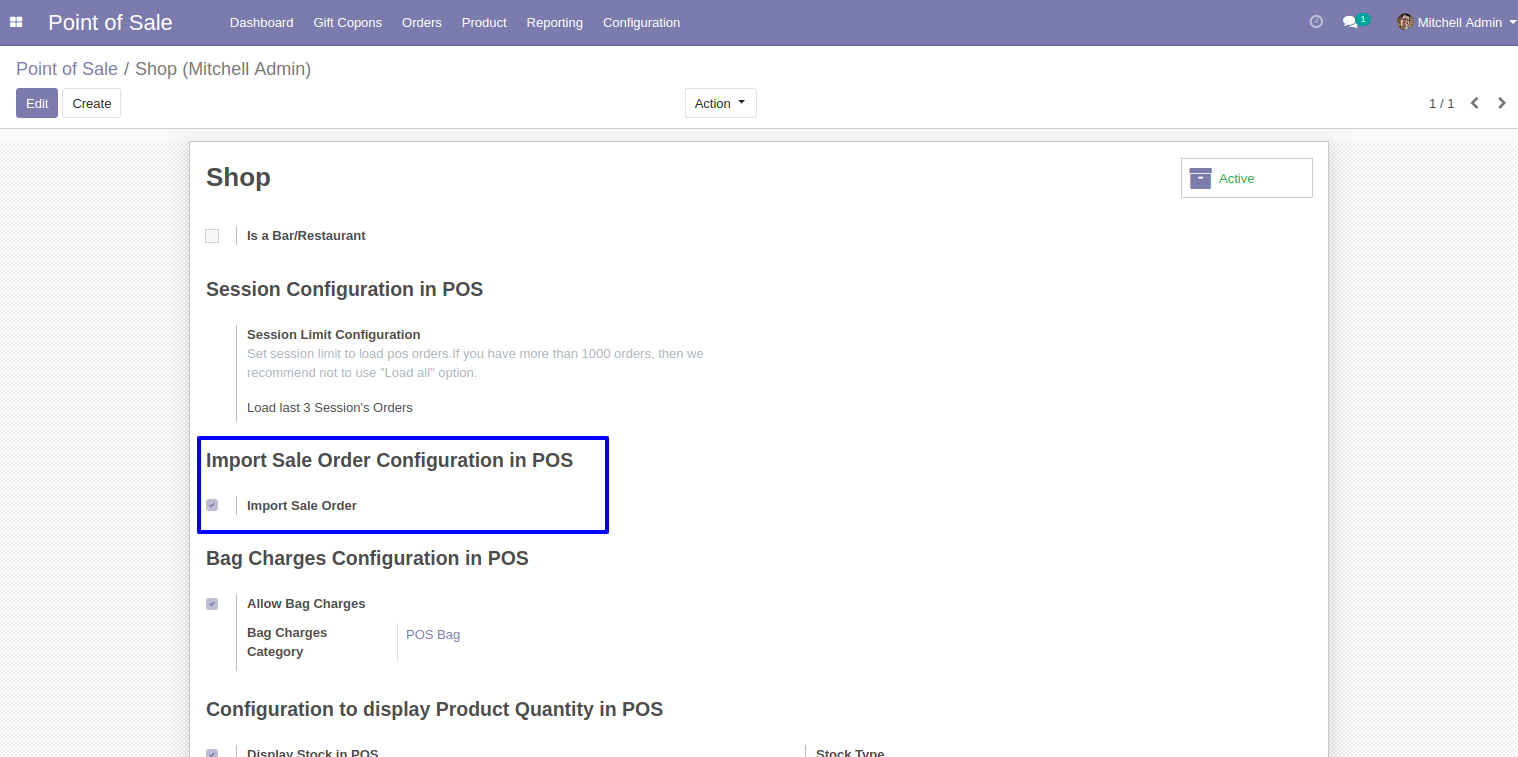 Point of Sale Dashboard Gift Copons Orders Product Reporting Configuration 1 Mitchell Admin
Point of Sale / Shop (Mitchell Admin)
Edit Create Action 1 / 1
Shop
Active
Is a Bar/Restaurant
Session Configuration in POS
Session Limit Configuration
Set session limit to load pos orders.If you have more than 1000 orders, then we
recommend not to use "Load all" option.
Load last 3 Session's Orders
Import Sale Order Configuration in POS
Import Sale Order
Bag Charges Configuration in POS
Allow Bag Charges
Bag Charges
Category
POS Bag
Configuration to display Product Quantity in POS
Display Stock in POS Stock Type